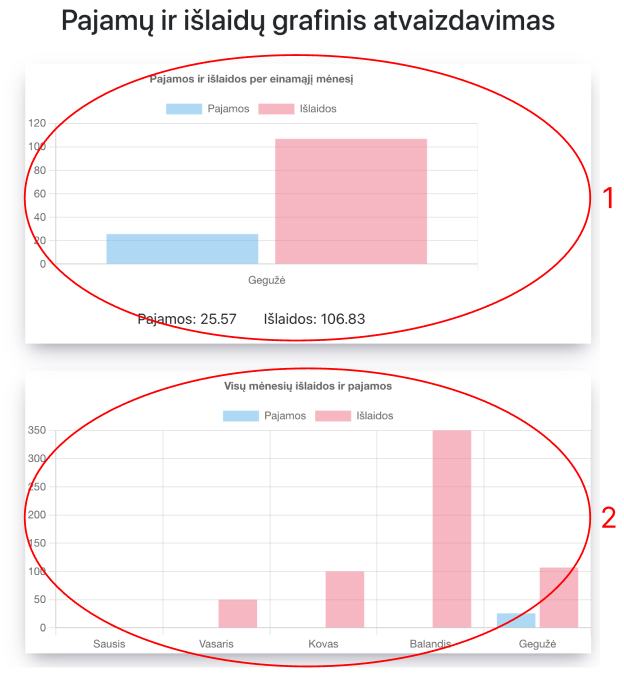 Pajamų ir išlaidų grafinis atvaizdavimas
Pajamos ir išlaidos per einamąjį mėnesį
Pajamos Išlaidos
120
100
80
60
40
20
0
Gegužė
Pajamos: 25.57 Išlaidos: 106.83
1
Visų mėnesių išlaidos ir pajamos
Pajamos Išlaidos
350
300
250
200
150
100
50
0
Sausis Vasaris Kovas Balandis Gegužė
2